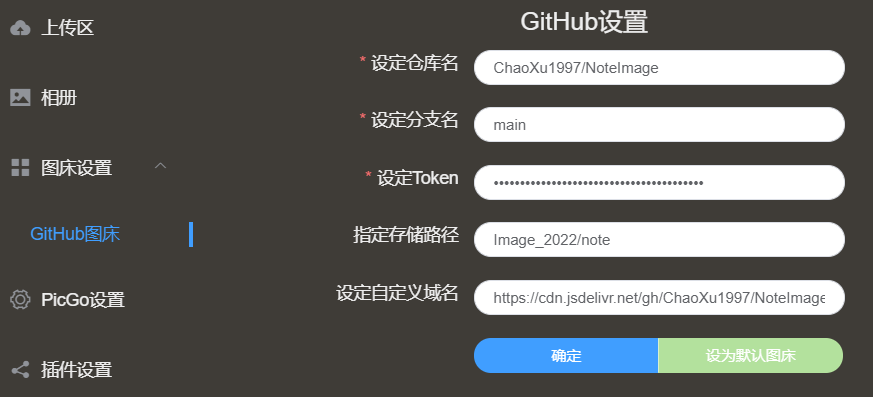 上传区
相册
图床设置
GitHub图床
PicGo设置
插件设置
GitHub设置
* 设定仓库名
ChaoXu1997/NoteImage
* 设定分支名
main
* 设定Token
••••••••••••••••••••••••••••••••••••••••
指定存储路径
Image_2022/note
设定自定义域名
https://cdn.jsdelivr.net/gh/ChaoXu1997/NoteImage
确定
设为默认图床